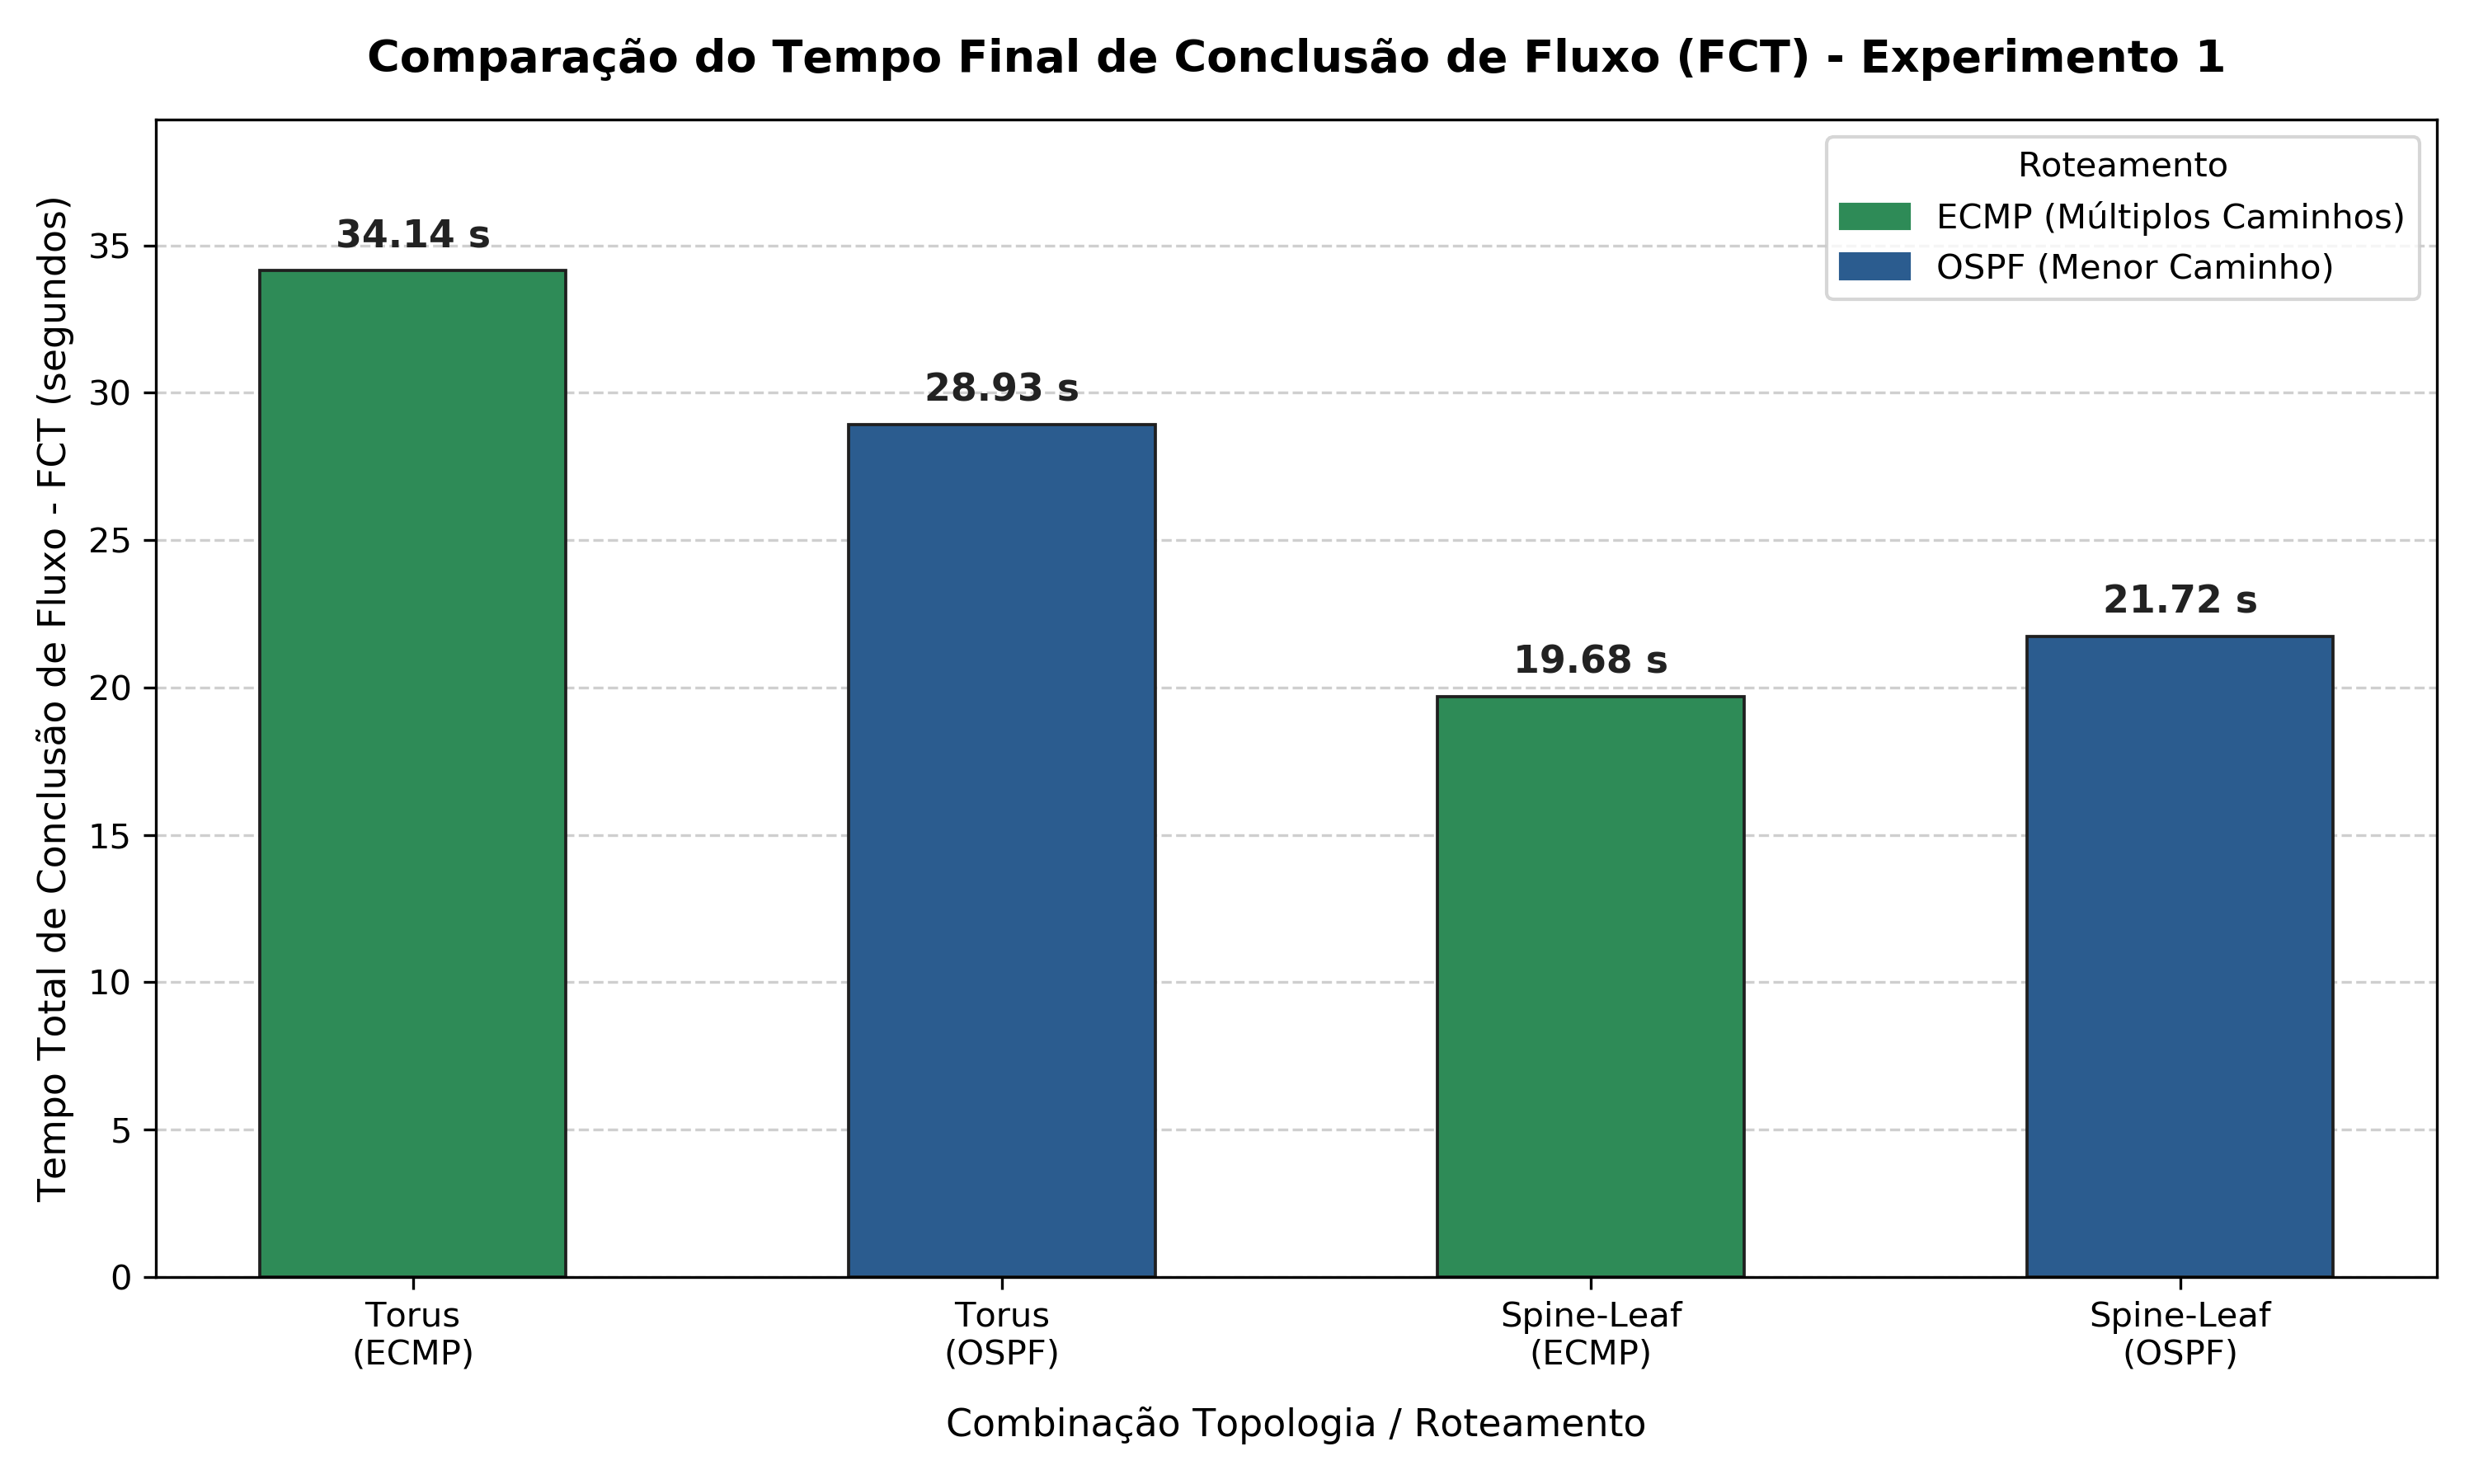 Comparação do Tempo Final de Conclusão de Fluxo (FCT) - Experimento 1
Tempo Total de Conclusão de Fluxo - FCT (segundos)
35
30
25
20
15
10
5
0
34.14 s
28.93 s
19.68 s
21.72 s
Roteamento
ECMP (Múltiplos Caminhos)
OSPF (Menor Caminho)
Torus
(ECMP)
Torus
(OSPF)
Spine-Leaf
(ECMP)
Spine-Leaf
(OSPF)
Combinação Topologia / Roteamento